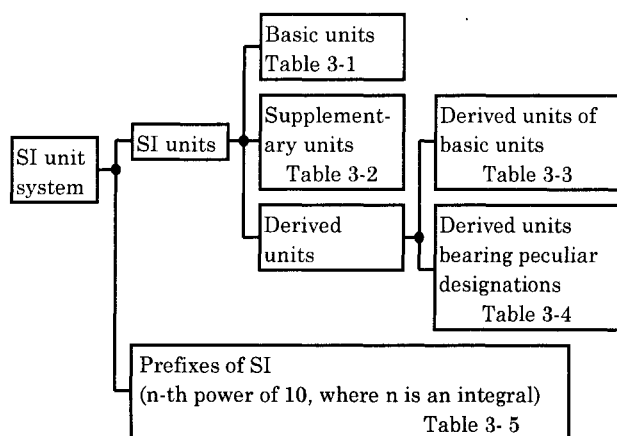 Basic units
Table 3-1
Supplement-
ary units
Table 3-2
Derived
units
SI unit
system
SI units
Derived units of
basic units
Table 3-3
Derived units
bearing peculiar
designations
Table 3-4
Prefixes of SI
(n-th power of 10, where n is an integral)
Table 3- 5